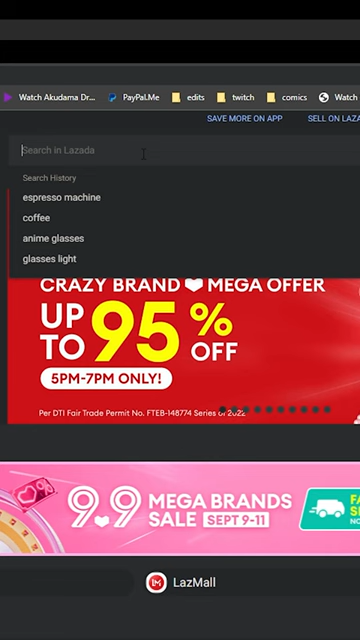 Watch Akudama Dr... PayPal.Me edits twitch comics Watch
SAVE MORE ON APP SELL ON LAZA
Search in Lazada
Search History
espresso machine
coffee
anime glasses
glasses light
CRAZY BRAND MEGA OFFER
UP TO 95% OFF
5PM-7PM ONLY!
Per DTI Fair Trade Permit No. FTEB-148774 Series of 2022
9.9 MEGA BRANDS SALE SEPT 9-11
LazMall